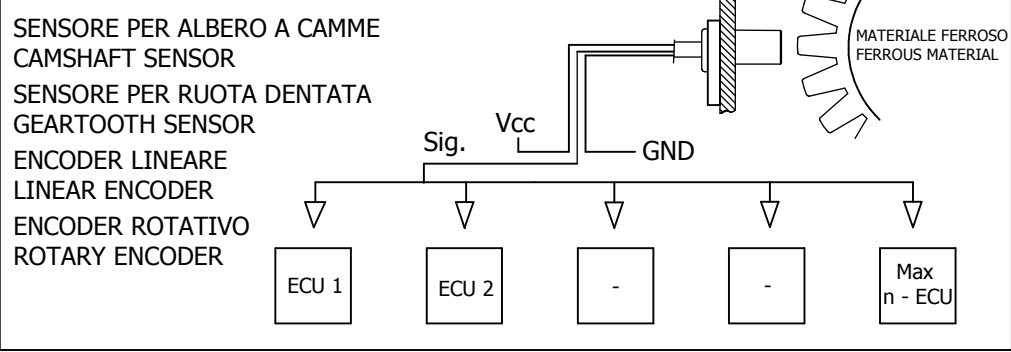 SENSORE PER ALBERO A CAMME
CAMSHAFT SENSOR
SENSORE PER RUOTA DENTATA
GEARTOOTH SENSOR
ENCODER LINEARE
LINEAR ENCODER
ENCODER ROTATIVO
ROTARY ENCODER
MATERIALE FERROSO
FERROUS MATERIAL
Vcc
Sig.
GND
ECU 1
ECU 2
-
-
Max
n - ECU